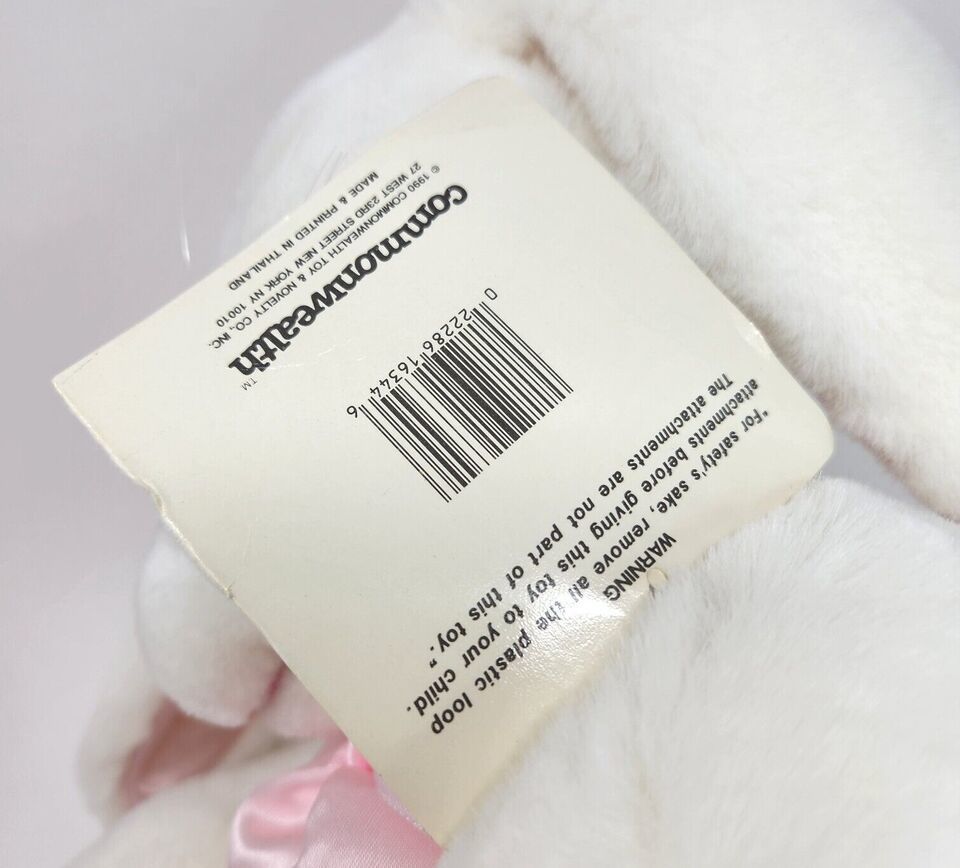 WARNING
"For safety's sake, remove all the plastic loop
attachments before giving this toy to your child.
The attachments are not part of this toy."
0 22286 16344 6
commonwealth™
© 1990 COMMONWEALTH TOY & NOVELTY CO., INC.
27 WEST 23RD STREET NEW YORK NY 10010
MADE & PRINTED IN THAILAND